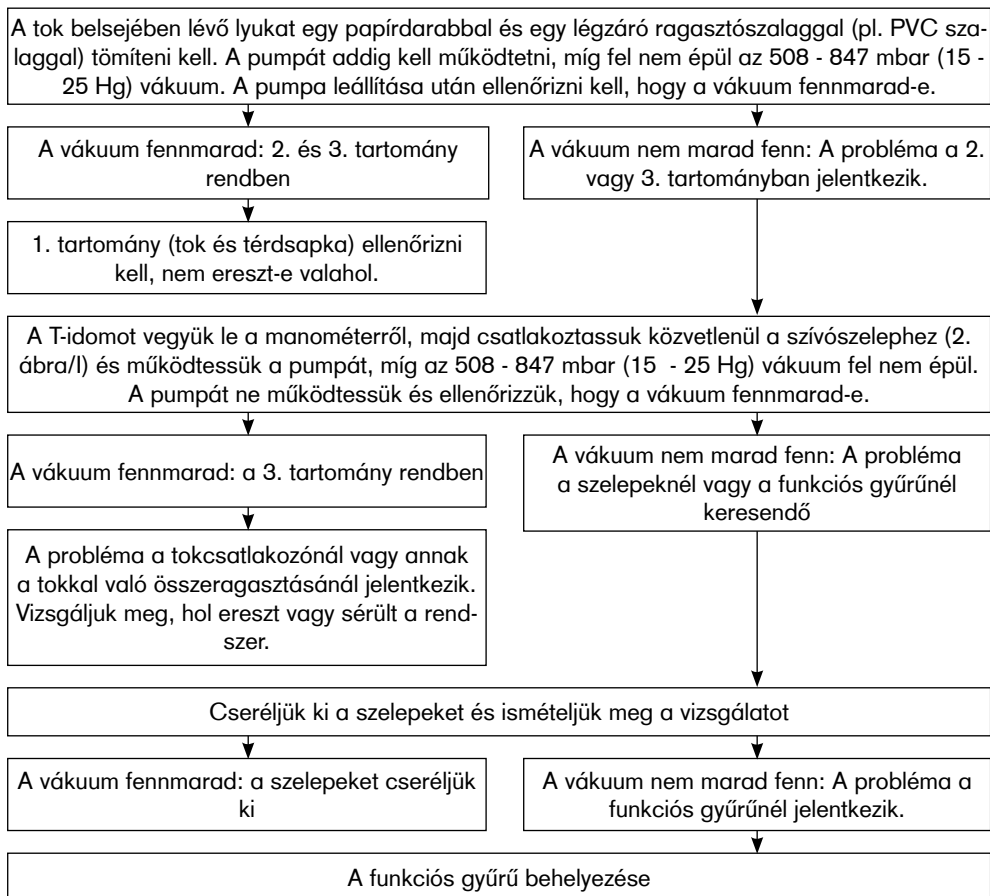 A tok belsejében lévő lyukat egy papírdarabbal és egy légzáró ragasztószalaggal (pl. PVC sza-
laggal) tömíteni kell. A pumpát addig kell működtetni, míg fel nem épül az 508 - 847 mbar (15 -
25 Hg) vákuum. A pumpa leállítása után ellenőrizni kell, hogy a vákuum fennmarad-e.
A vákuum fennmarad: 2. és 3. tartomány
rendben
A vákuum nem marad fenn: A probléma a 2.
vagy 3. tartományban jelentkezik.
1. tartomány (tok és térdsapka) ellenőrizni
kell, nem ereszt-e valahol.
A T-idomot vegyük le a manométerről, majd csatlakoztassuk közvetlenül a szívószelephez (2.
ábra/I) és működtessük a pumpát, míg az 508 - 847 mbar (15 - 25 Hg) vákuum fel nem épül.
A pumpát ne működtessük és ellenőrizzük, hogy a vákuum fennmarad-e.
A vákuum fennmarad: a 3. tartomány rendben
A vákuum nem marad fenn: A probléma
a szelepeknél vagy a funkciós gyűrűnél
keresendő
A probléma a tokcsatlakozónál vagy annak
a tokkal való összeragasztásánál jelentkezik.
Vizsgáljuk meg, hol ereszt vagy sérült a rend-
szer.
Cseréljük ki a szelepeket és ismételjük meg a vizsgálatot
A vákuum fennmarad: a szelepeket cseréljük
ki
A vákuum nem marad fenn: A probléma a
funkciós gyűrűnél jelentkezik.
A funkciós gyűrű behelyezése